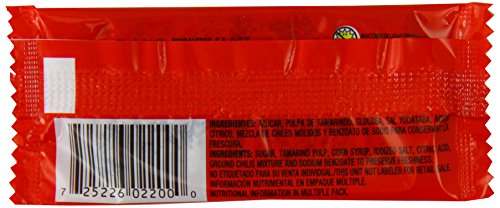 INGREDIENTES: AZÚCAR, PULPA DE TAMARINDO, GLUCOSA, SAL YODATADA,
CÍTRICO, MEZCLA DE CHILES MOLIDOS Y BENZOATO DE SODIO PARA CONSERVAR LA
FRESCURA.
INGREDIENTS: SUGAR, TAMARIND PULP, CORN SYRUP, IODIZED SALT, CITRIC ACID,
GROUND CHILE MIXTURE AND SODIUM BENZOATE TO PRESERVE FRESHNESS.
NO ETIQUETADO PARA SU VENTA INDIVIDUAL./THIS UNIT NOT LABELED FOR RETAIL SALE.
INFORMACIÓN NUTRIMENTAL EN EMPAQUE MÚLTIPLE.
NUTRITIONAL INFORMATION IN MULTIPLE PACK.
7 25226 02200 0